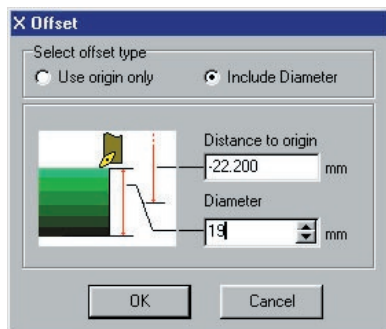 X Offset
Select offset type
Use origin only
Include Diameter
Distance to origin
-22.200 mm
Diameter
19 mm
OK
Cancel